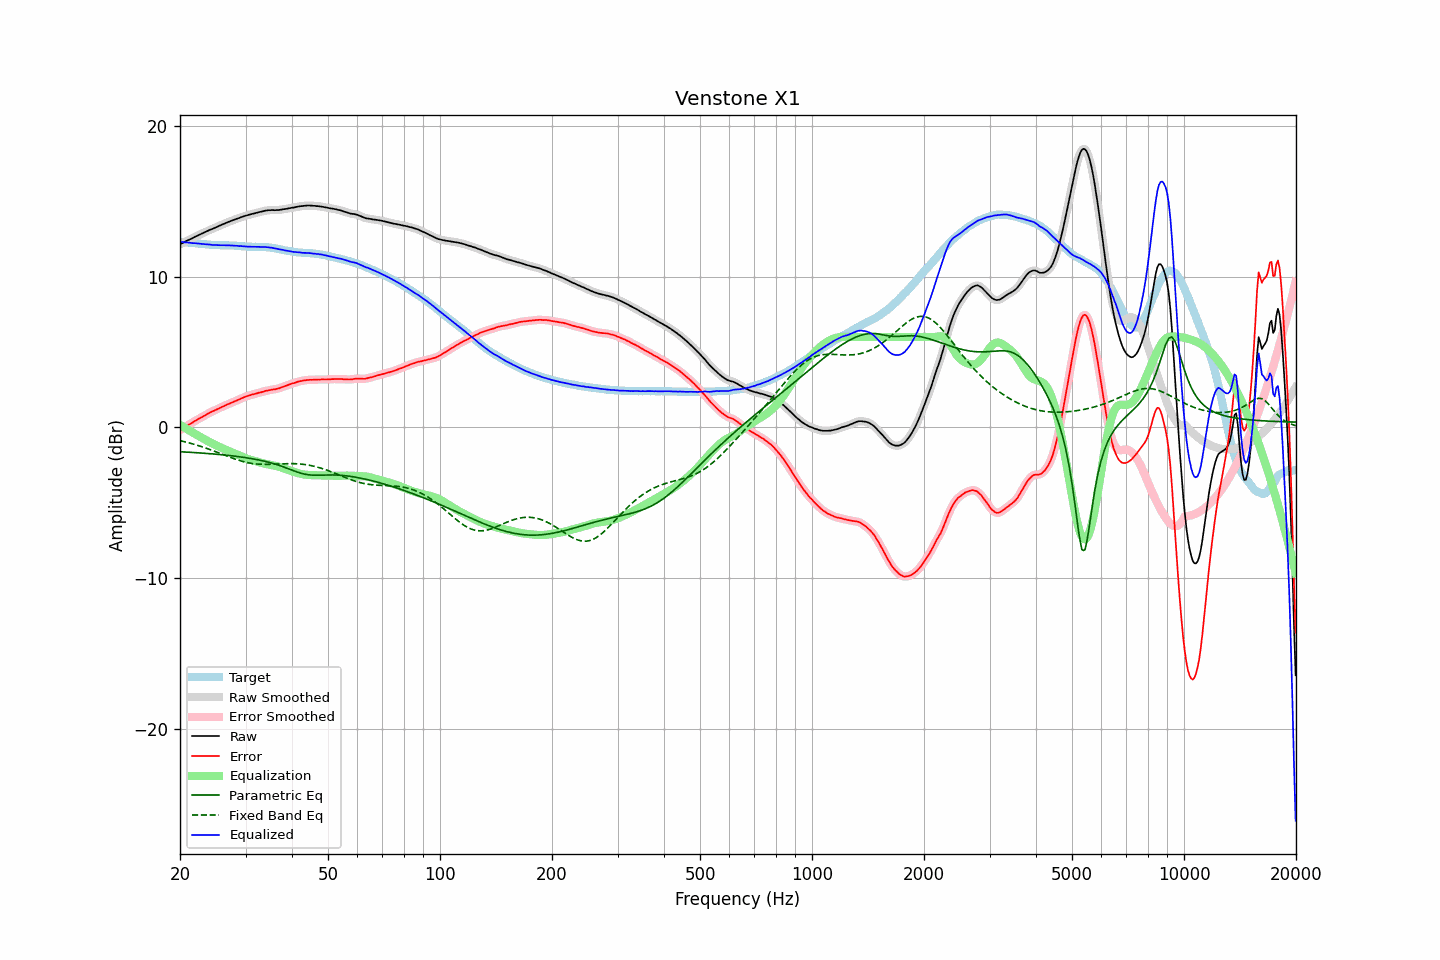 Venstone X1
Amplitude (dBr)
20
10
0
−10
−20
Target
Raw Smoothed
Error Smoothed
Raw
Error
Equalization
Parametric Eq
Fixed Band Eq
Equalized
20 50 100 200 500 1000 2000 5000 10000 20000
Frequency (Hz)